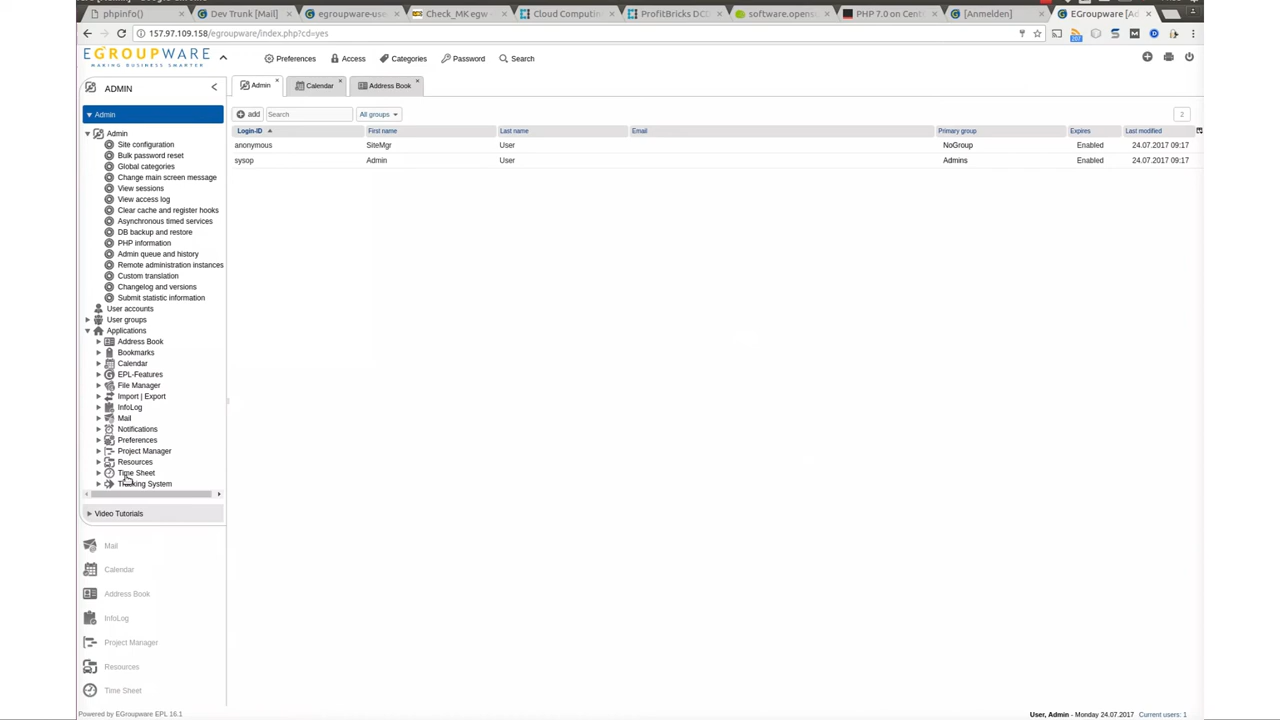 phpinfo()
Dev Trunk [Mail]
egroupware-use
Check_MK egw –
Cloud Computin
ProfitBricks DCD
software.opensu
PHP 7.0 on Cent
[Anmelden]
EGroupware [Ad
157.97.109.158/egroupware/index.php?cd=yes
207
EGROUPWARE
MAKING BUSINESS SMARTER
Preferences Access Categories Password Search
ADMIN
Admin Calendar Address Book
Admin
add Search All groups 2
Login-ID First name Last name Email Primary group Expires Last modified
anonymous SiteMgr User NoGroup Enabled 24.07.2017 09:17
sysop Admin User Admins Enabled 24.07.2017 09:17
Admin
Site configuration
Bulk password reset
Global categories
Change main screen message
View sessions
View access log
Clear cache and register hooks
Asynchronous timed services
DB backup and restore
PHP information
Admin queue and history
Remote administration instances
Custom translation
Changelog and versions
Submit statistic information
User accounts
User groups
Applications
Address Book
Bookmarks
Calendar
EPL-Features
File Manager
Import | Export
InfoLog
Mail
Notifications
Preferences
Project Manager
Resources
Time Sheet
Tracking System
Video Tutorials
Mail
Calendar
Address Book
InfoLog
Project Manager
Resources
Time Sheet
Powered by EGroupware EPL 16.1
User, Admin - Monday 24.07.2017 Current users: 1